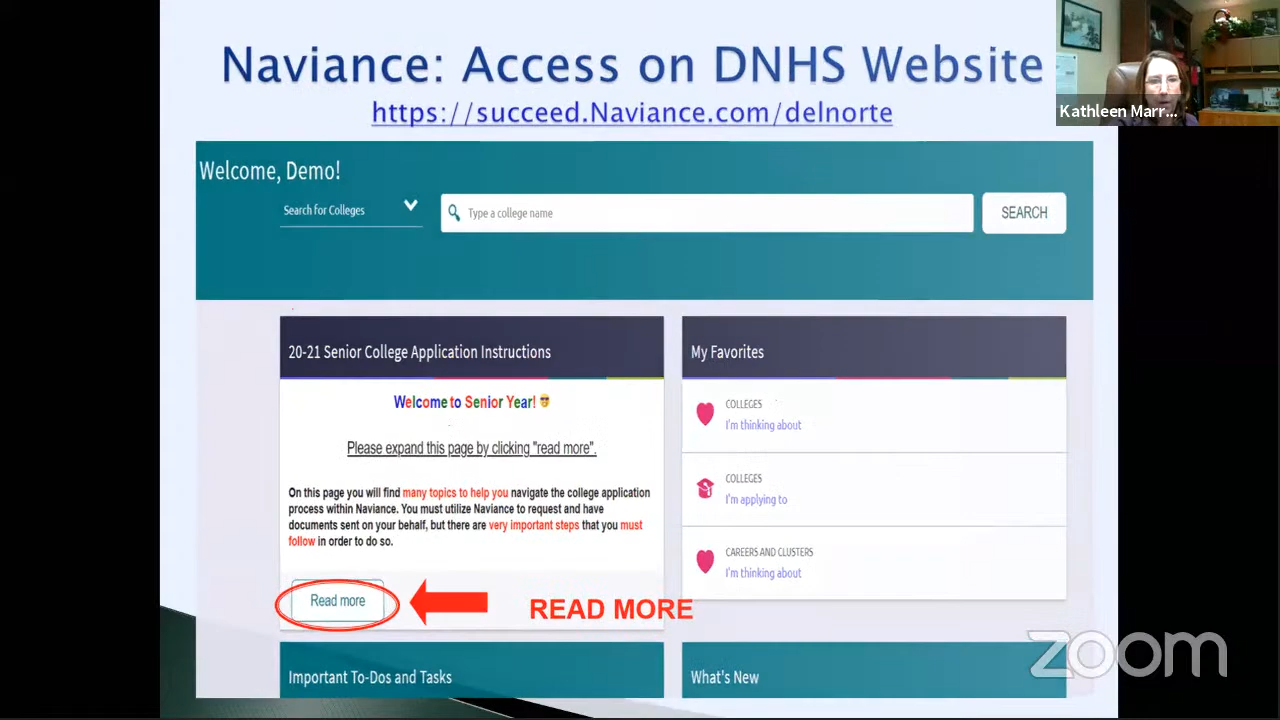 Naviance: Access on DNHS Website
https://succeed.Naviance.com/delnorte
Kathleen Marr...
Welcome, Demo!
Search for Colleges
Type a college name
SEARCH
20-21 Senior College Application Instructions
Welcome to Senior Year! 😎
Please expand this page by clicking "read more".
On this page you will find many topics to help you navigate the college application
process within Naviance. You must utilize Naviance to request and have
documents sent on your behalf, but there are very important steps that you must
follow in order to do so.
Read more
READ MORE
My Favorites
COLLEGES
I'm thinking about
COLLEGES
I'm applying to
CAREERS AND CLUSTERS
I'm thinking about
Important To-Dos and Tasks
What's New
zoom